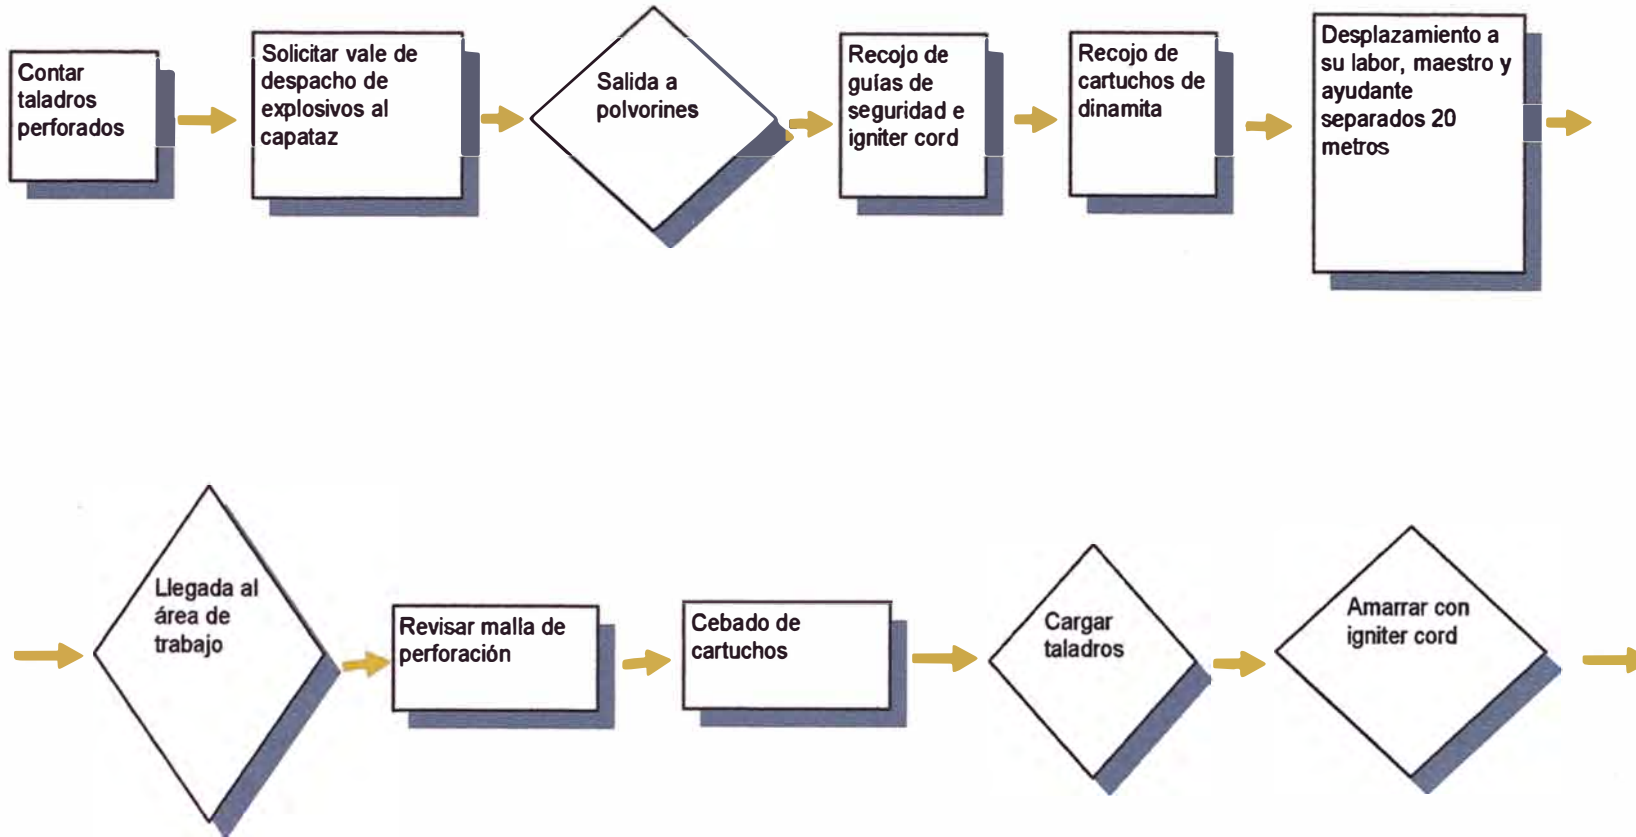 Contar
taladros
perforados
Solicitar vale de
despacho de
explosivos al
capataz
Salida a
polvorines
Recojo de
guías de
seguridad e
igniter cord
Recojo de
cartuchos de
dinamita
Desplazamiento a
su labor, maestro y
ayudante
separados 20
metros
Llegada al
área de
trabajo
Revisar malla de
perforación
Cebado de
cartuchos
Cargar
taladros
Amarrar con
igniter cord